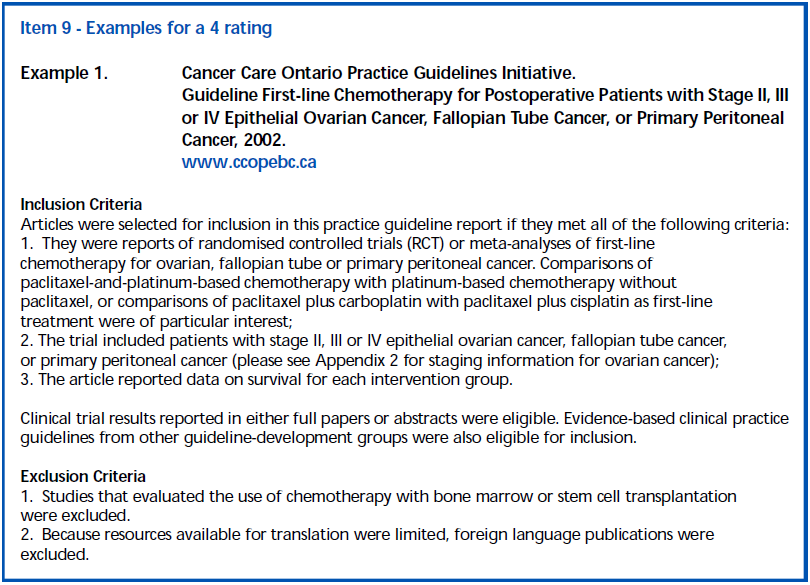 Item 9 - Examples for a 4 rating
Example 1. Cancer Care Ontario Practice Guidelines Initiative.
Guideline First-line Chemotherapy for Postoperative Patients with Stage II, III
or IV Epithelial Ovarian Cancer, Fallopian Tube Cancer, or Primary Peritoneal
Cancer, 2002.
www.ccopebc.ca
Inclusion Criteria
Articles were selected for inclusion in this practice guideline report if they met all of the following criteria:
1. They were reports of randomised controlled trials (RCT) or meta-analyses of first-line
chemotherapy for ovarian, fallopian tube or primary peritoneal cancer. Comparisons of
paclitaxel-and-platinum-based chemotherapy with platinum-based chemotherapy without
paclitaxel, or comparisons of paclitaxel plus carboplatin with paclitaxel plus cisplatin as first-line
treatment were of particular interest;
2. The trial included patients with stage II, III or IV epithelial ovarian cancer, fallopian tube cancer,
or primary peritoneal cancer (please see Appendix 2 for staging information for ovarian cancer);
3. The article reported data on survival for each intervention group.
Clinical trial results reported in either full papers or abstracts were eligible. Evidence-based clinical practice
guidelines from other guideline-development groups were also eligible for inclusion.
Exclusion Criteria
1. Studies that evaluated the use of chemotherapy with bone marrow or stem cell transplantation
were excluded.
2. Because resources available for translation were limited, foreign language publications were
excluded.